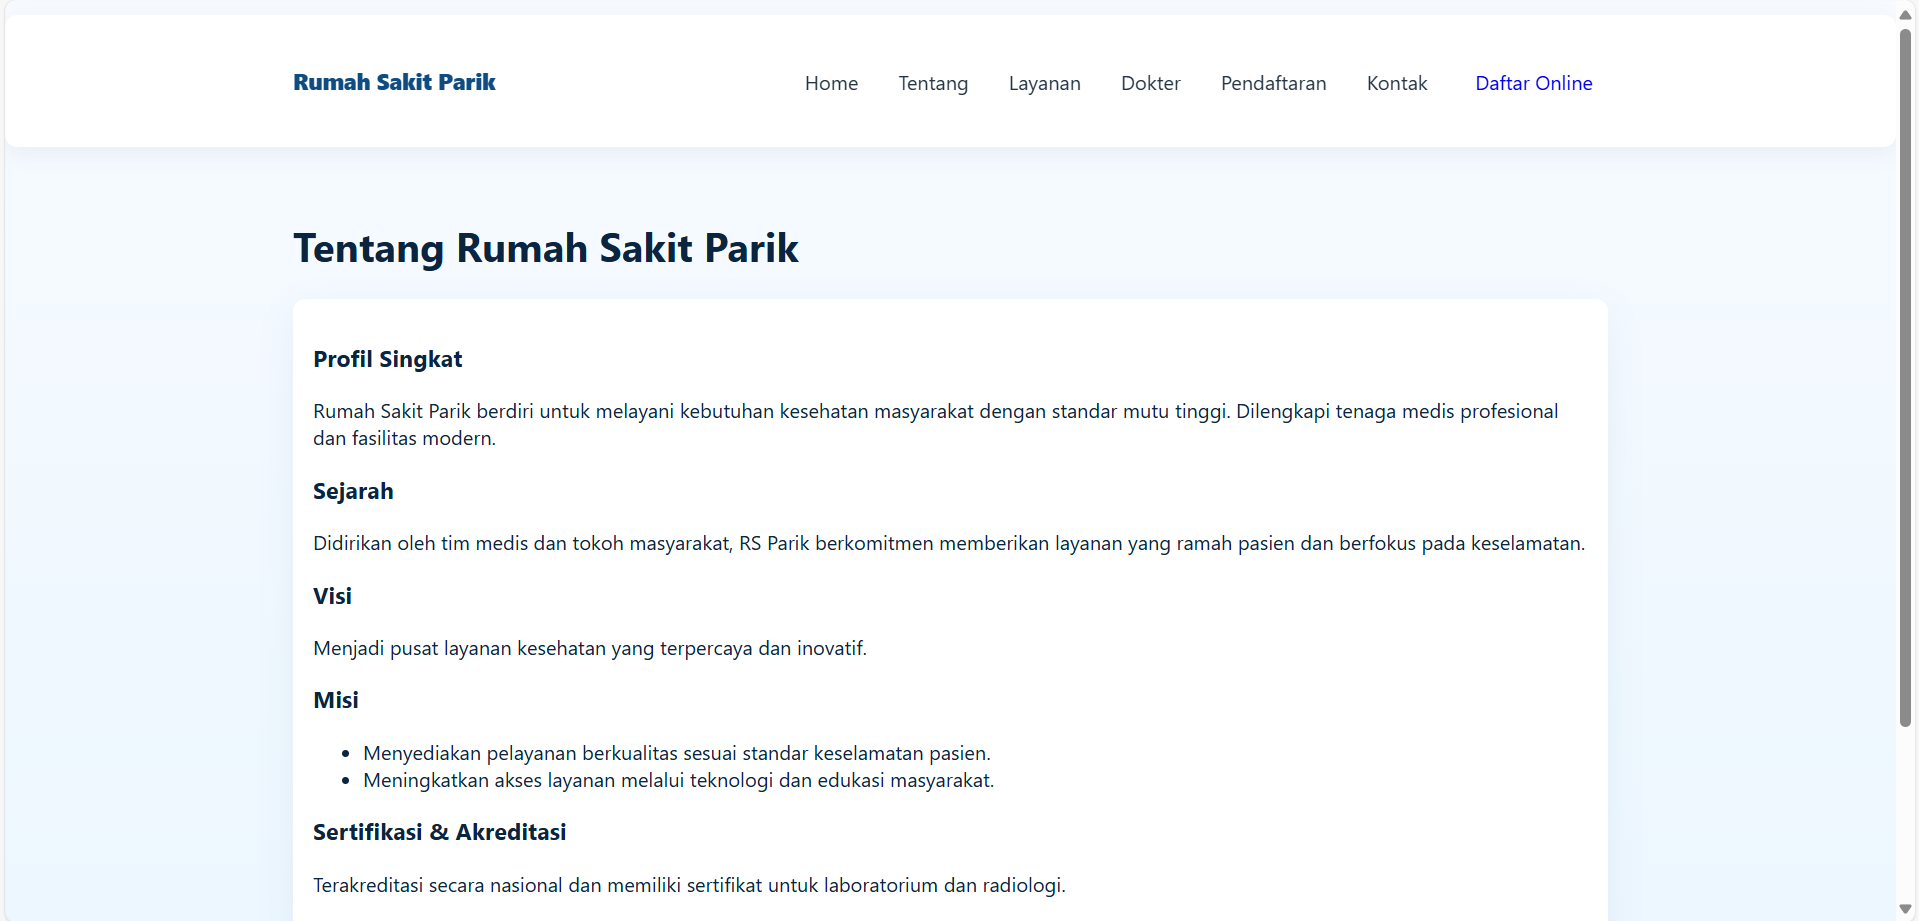 Rumah Sakit Parik
Home Tentang Layanan Dokter Pendaftaran Kontak Daftar Online
Tentang Rumah Sakit Parik
Profil Singkat
Rumah Sakit Parik berdiri untuk melayani kebutuhan kesehatan masyarakat dengan standar mutu tinggi. Dilengkapi tenaga medis profesional
dan fasilitas modern.
Sejarah
Didirikan oleh tim medis dan tokoh masyarakat, RS Parik berkomitmen memberikan layanan yang ramah pasien dan berfokus pada keselamatan.
Visi
Menjadi pusat layanan kesehatan yang terpercaya dan inovatif.
Misi
• Menyediakan pelayanan berkualitas sesuai standar keselamatan pasien.
• Meningkatkan akses layanan melalui teknologi dan edukasi masyarakat.
Sertifikasi & Akreditasi
Terakreditasi secara nasional dan memiliki sertifikat untuk laboratorium dan radiologi.